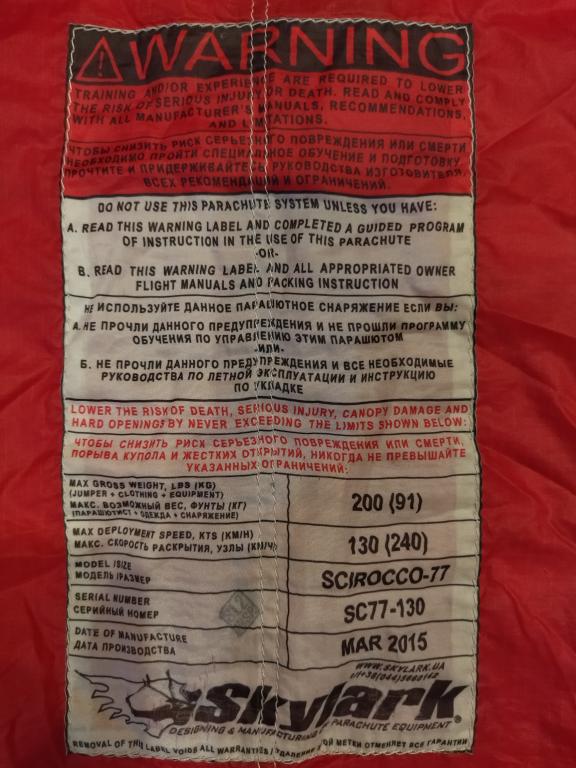 WARNING
TRAINING AND/OR EXPERIENCE ARE REQUIRED TO LOWER
THE RISK OF SERIOUS INJURY OR DEATH. READ AND COMPLY
WITH ALL MANUFACTURER'S MANUALS, RECOMMENDATIONS,
AND LIMITATIONS.
ЧТОБЫ СНИЗИТЬ РИСК СЕРЬЕЗНОГО ПОВРЕЖДЕНИЯ ИЛИ СМЕРТИ
НЕОБХОДИМО ПРОЙТИ СПЕЦИАЛЬНОЕ ОБУЧЕНИЕ И ПОДГОТОВКУ.
ПРОЧТИТЕ И ПРИДЕРЖИВАЙТЕСЬ РУКОВОДСТВА ИЗГОТОВИТЕЛЯ,
ВСЕХ РЕКОМЕНДАЦИЙ И ОГРАНИЧЕНИЙ.
DO NOT USE THIS PARACHUTE SYSTEM UNLESS YOU HAVE:
A. READ THIS WARNING LABEL AND COMPLETED A GUIDED PROGRAM
OF INSTRUCTION IN THE USE OF THIS PARACHUTE
-OR-
B. READ THIS WARNING LABEL AND ALL APPROPRIATED OWNER
FLIGHT MANUALS AND PACKING INSTRUCTION
НЕ ИСПОЛЬЗУЙТЕ ДАННОЕ ПАРАШЮТНОЕ СНАРЯЖЕНИЕ ЕСЛИ ВЫ:
А. НЕ ПРОЧЛИ ДАННОГО ПРЕДУПРЕЖДЕНИЯ И НЕ ПРОШЛИ ПРОГРАММУ
ОБУЧЕНИЯ ПО УПРАВЛЕНИЮ ЭТИМ ПАРАШЮТОМ
-ИЛИ-
Б. НЕ ПРОЧЛИ ДАННОГО ПРЕДУПРЕЖДЕНИЯ И ВСЕ НЕОБХОДИМЫЕ
РУКОВОДСТВА ПО ЛЕТНОЙ ЭКСПЛУАТАЦИИ И ИНСТРУКЦИЮ
ПО УКЛАДКЕ
LOWER THE RISK OF DEATH, SERIOUS INJURY, CANOPY DAMAGE AND
HARD OPENINGS BY NEVER EXCEEDING THE LIMITS SHOWN BELOW:
ЧТОБЫ СНИЗИТЬ РИСК СЕРЬЕЗНОГО ПОВРЕЖДЕНИЯ ИЛИ СМЕРТИ,
ПОРЫВА КУПОЛА И ЖЕСТКИХ ОТКРЫТИЙ, НИКОГДА НЕ ПРЕВЫШАЙТЕ
УКАЗАННЫХ ОГРАНИЧЕНИЙ:
MAX GROSS WEIGHT, LBS (KG)
(JUMPER + CLOTHING + EQUIPMENT)
МАКС. ВОЗМОЖНЫЙ ВЕС, ФУНТЫ (КГ)
(ПАРАШЮТИСТ + ОДЕЖДА + СНАРЯЖЕНИЕ)
200 (91)
MAX DEPLOYMENT SPEED, KTS (KM/H)
МАКС. СКОРОСТЬ РАСКРЫТИЯ, УЗЛЫ (КМ/Ч)
130 (240)
MODEL /SIZE
МОДЕЛЬ /РАЗМЕР
SCIROCCO-77
SERIAL NUMBER
СЕРИЙНЫЙ НОМЕР
SC77-130
DATE OF MANUFACTURE
ДАТА ПРОИЗВОДСТВА
MAR 2015
WWW.SKYLARK.UA
Skylark®
DESIGNING & MANUFACTURING OF PARACHUTE EQUIPMENT
REMOVAL OF THIS LABEL VOIDS ALL WARRANTIES / УДАЛЕНИЕ ЭТОЙ МЕТКИ ОТМЕНЯЕТ ВСЕ ГАРАНТИИ